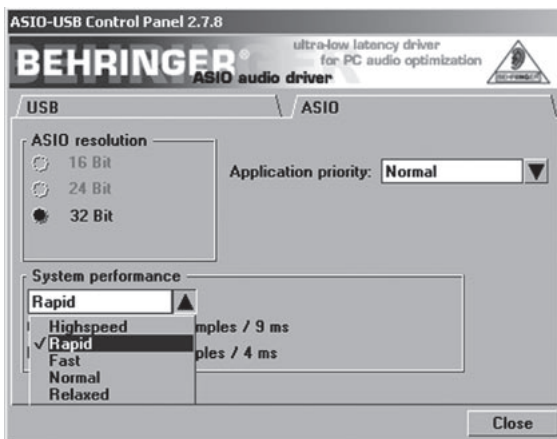 ASIO-USB Control Panel 2.7.8
BEHRINGER®
ultra-low latency driver
for PC audio optimization
ASIO audio driver
BEHRINGER
USB
ASIO
ASIO resolution
16 Bit
24 Bit
32 Bit
Application priority: Normal
System performance
Rapid
Highspeed
mples / 9 ms
Rapid
ples / 4 ms
Fast
Normal
Relaxed
Close